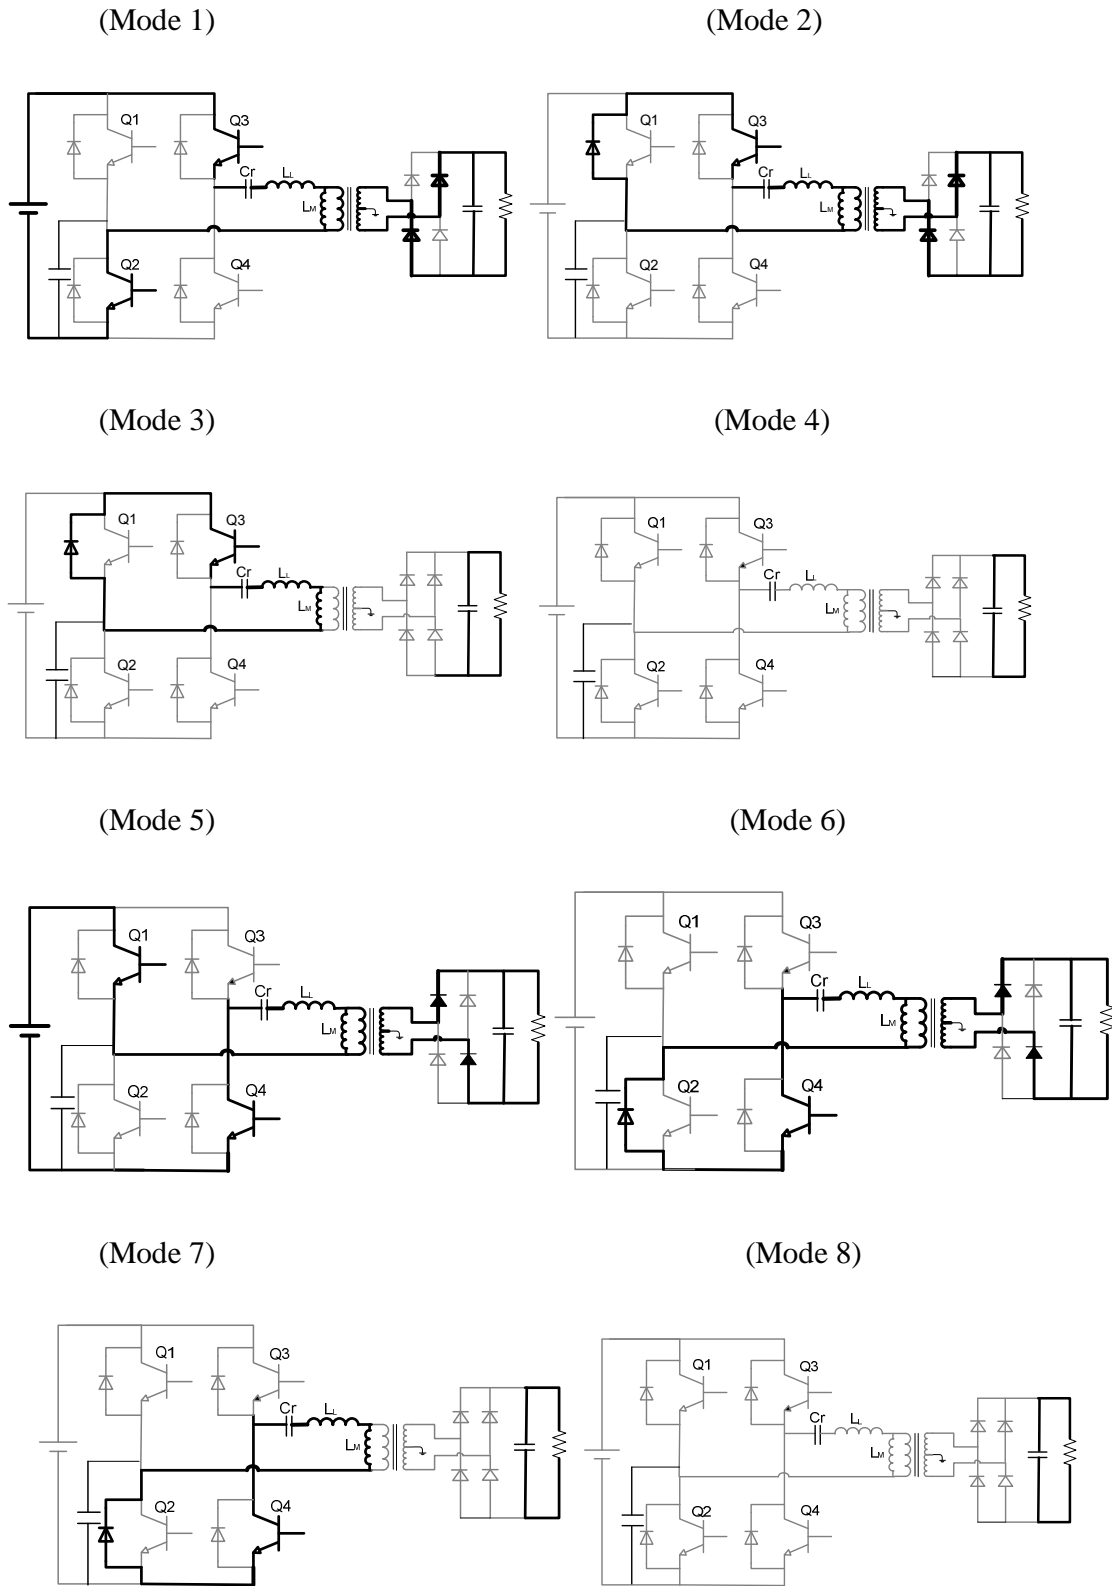 (Mode 1)
(Mode 2)
Q1
Q3
Cr
LL
LM
Q2
Q4
Q1
Q3
Cr
LL
LM
Q2
Q4
(Mode 3)
(Mode 4)
Q1
Q3
Cr
LL
LM
Q2
Q4
Q1
Q3
Cr
LL
LM
Q2
Q4
(Mode 5)
(Mode 6)
Q1
Q3
Cr
LL
LM
Q2
Q4
Q1
Q3
Cr
LL
LM
Q2
Q4
(Mode 7)
(Mode 8)
Q1
Q3
Cr
LL
LM
Q2
Q4
Q1
Q3
Cr
LL
LM
Q2
Q4